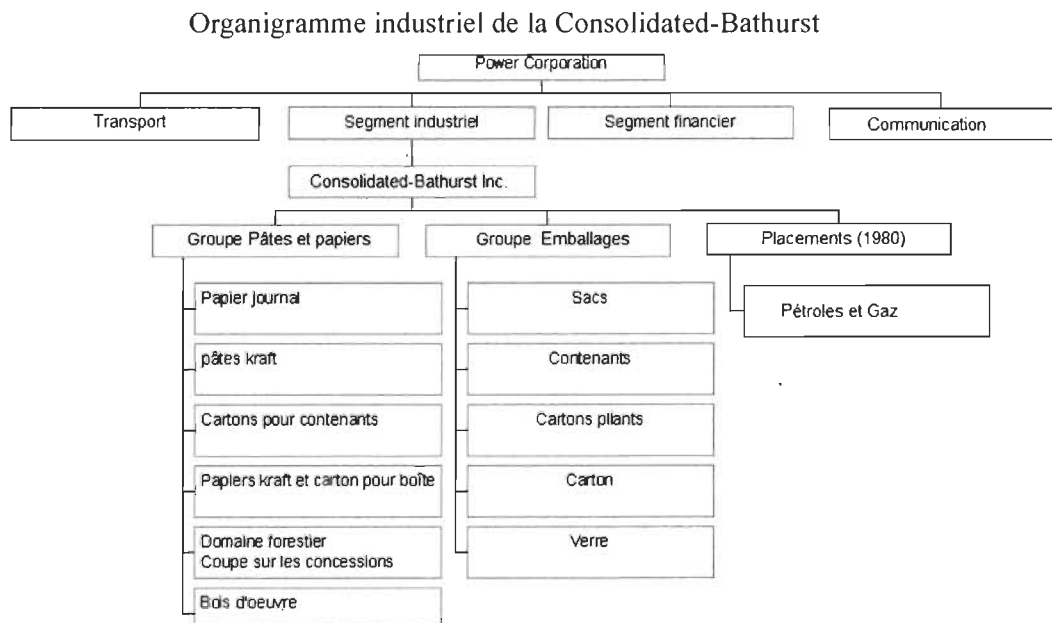 Organigramme industriel de la Consolidated-Bathurst
Power Corporation
Transport
Segment industriel
Segment financier
Communication
Consolidated-Bathurst Inc.
Groupe Pâtes et papiers
Groupe Emballages
Placements (1980)
Papier journal
Sacs
Pétroles et Gaz
pâtes kraft
Contenants
Cartons pour contenants
Cartons pliants
Papiers kraft et carton pour boîte
Carton
Domaine forestier
Coupe sur les concessions
Verre
Bois d'oeuvre